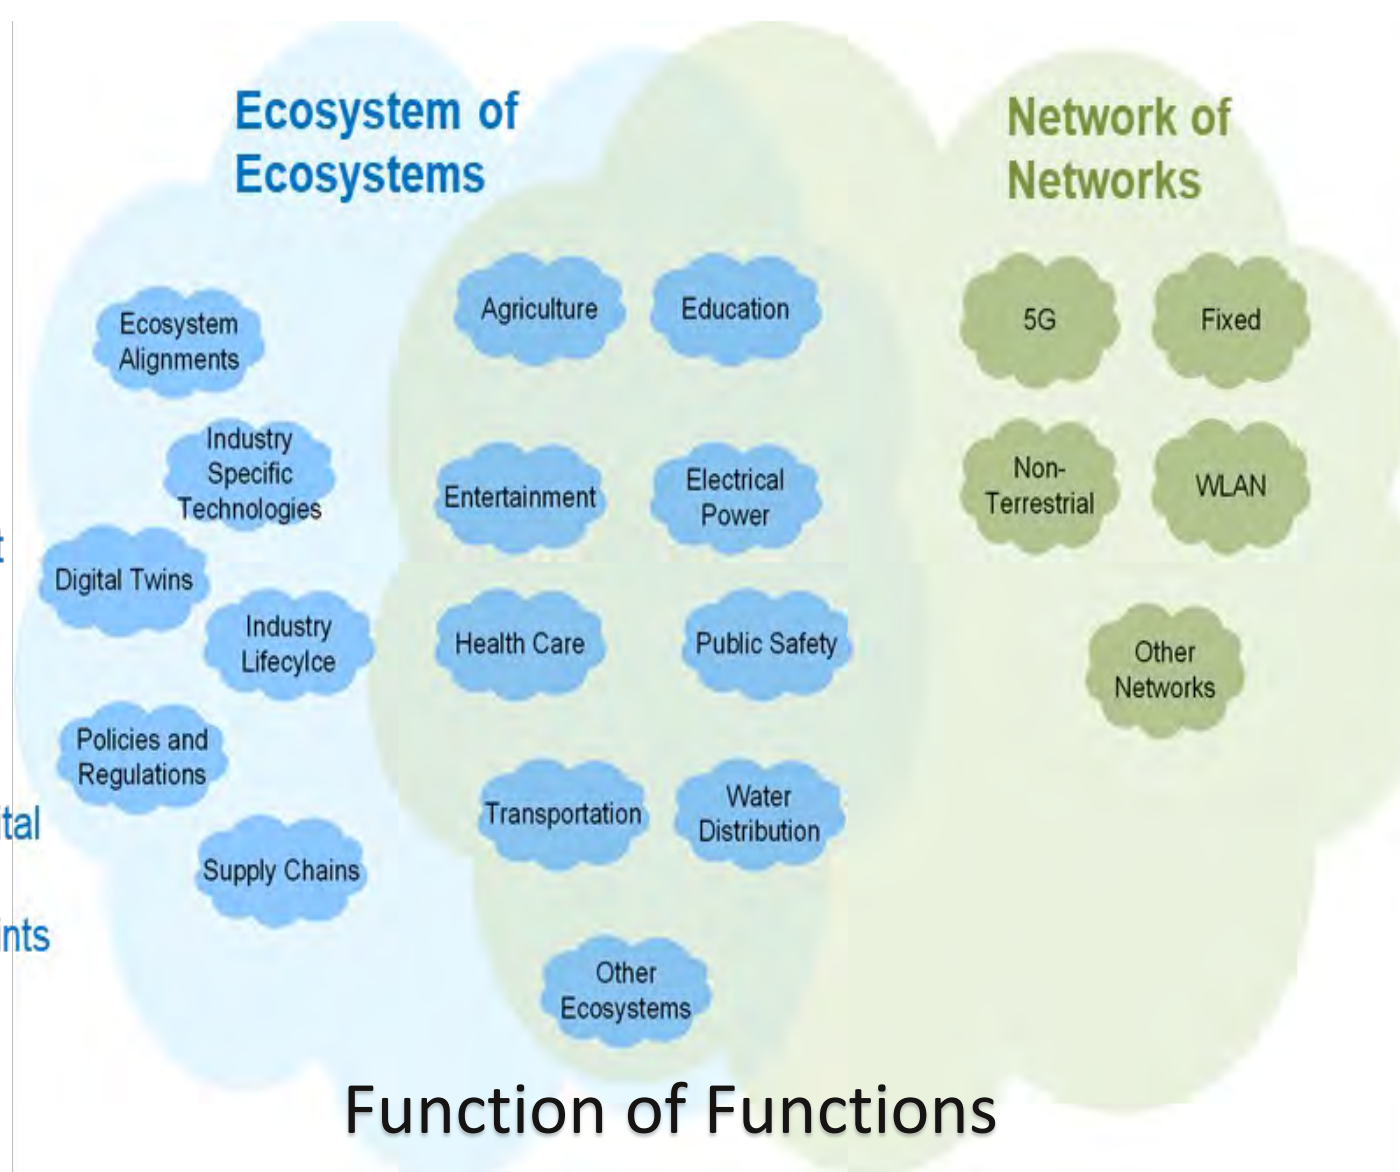 Ecosystem of
Ecosystems
Network of
Networks
Ecosystem
Alignments
Industry
Specific
Technologies
Digital Twins
Industry
Lifecylce
Policies and
Regulations
Supply Chains
Agriculture
Education
Entertainment
Electrical
Power
Health Care
Public Safety
Transportation
Water
Distribution
Other
Ecosystems
5G
Fixed
Non-
Terrestrial
WLAN
Other
Networks
Function of Functions